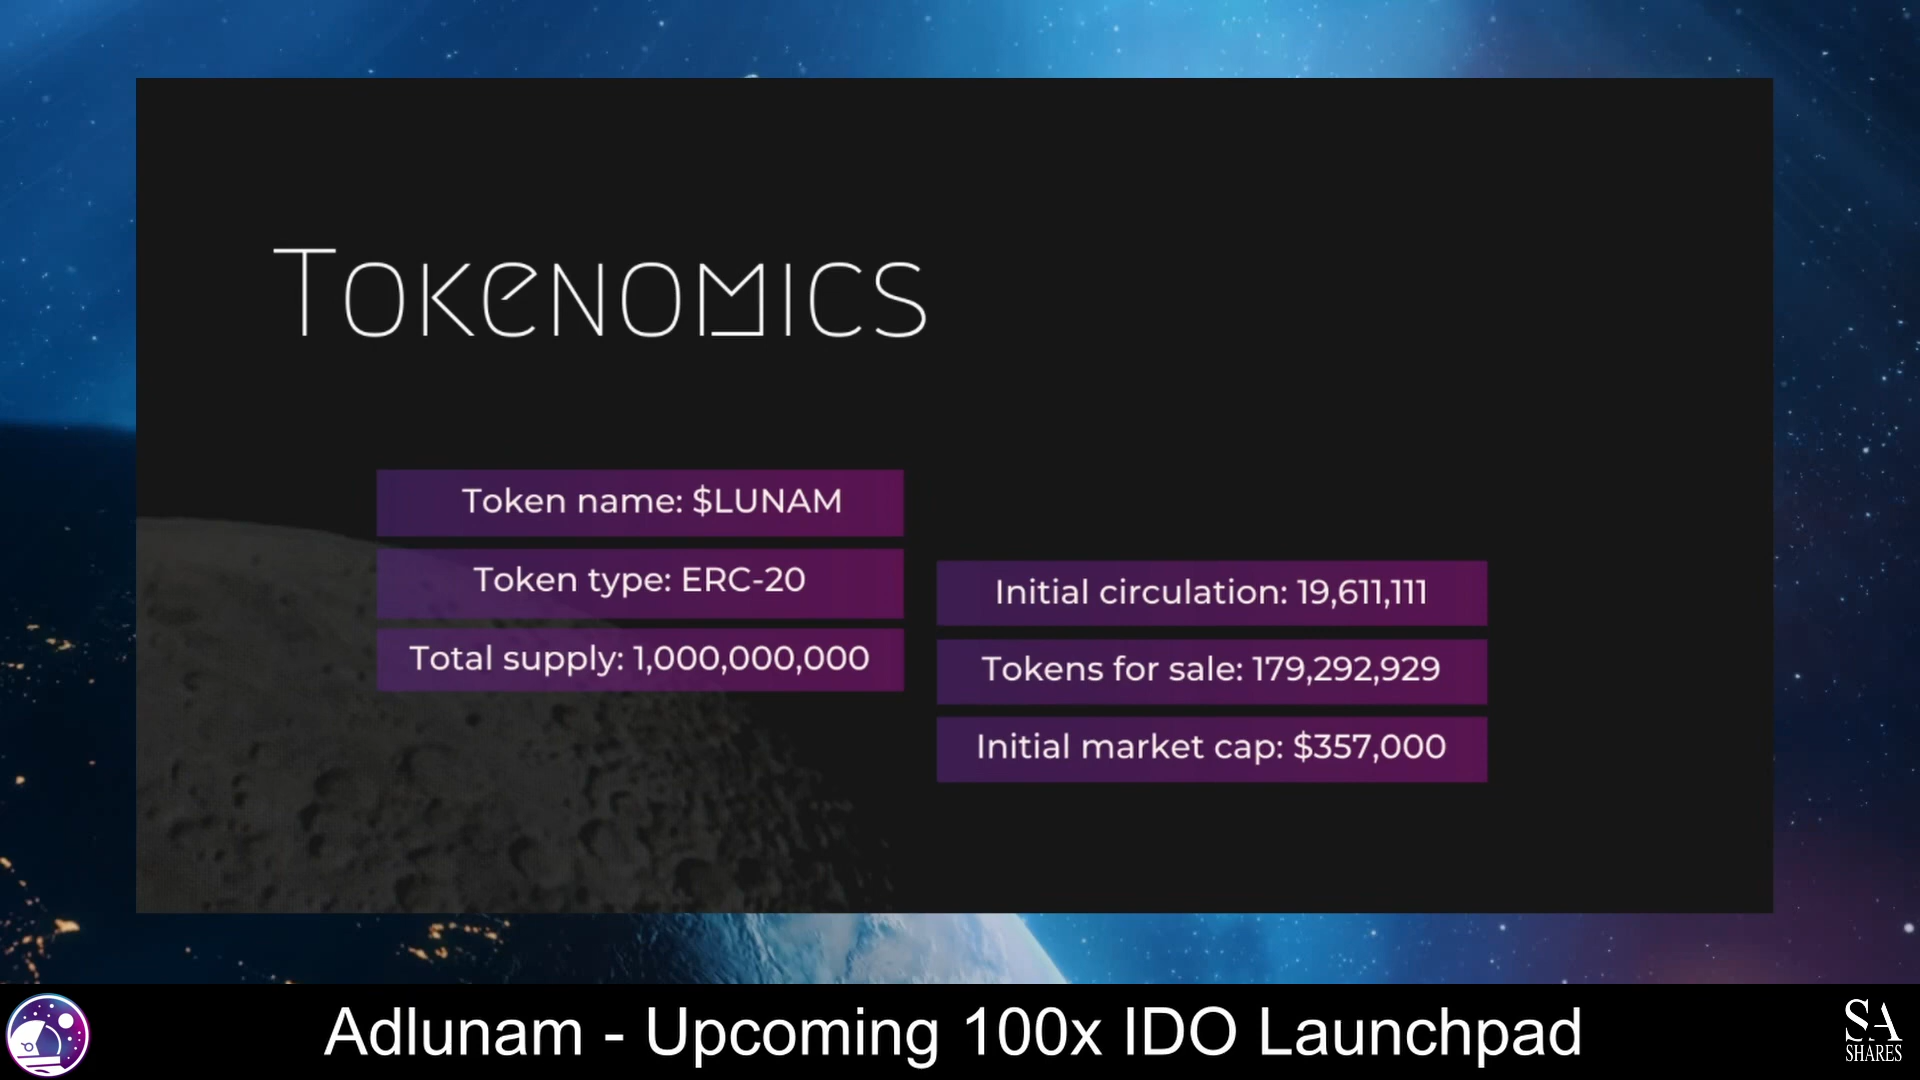 Tokenomics
Token name: $LUNAM
Token type: ERC-20
Total supply: 1,000,000,000
Initial circulation: 19,611,111
Tokens for sale: 179,292,929
Initial market cap: $357,000
Adlunam - Upcoming 100x IDO Launchpad
SA
SHARES